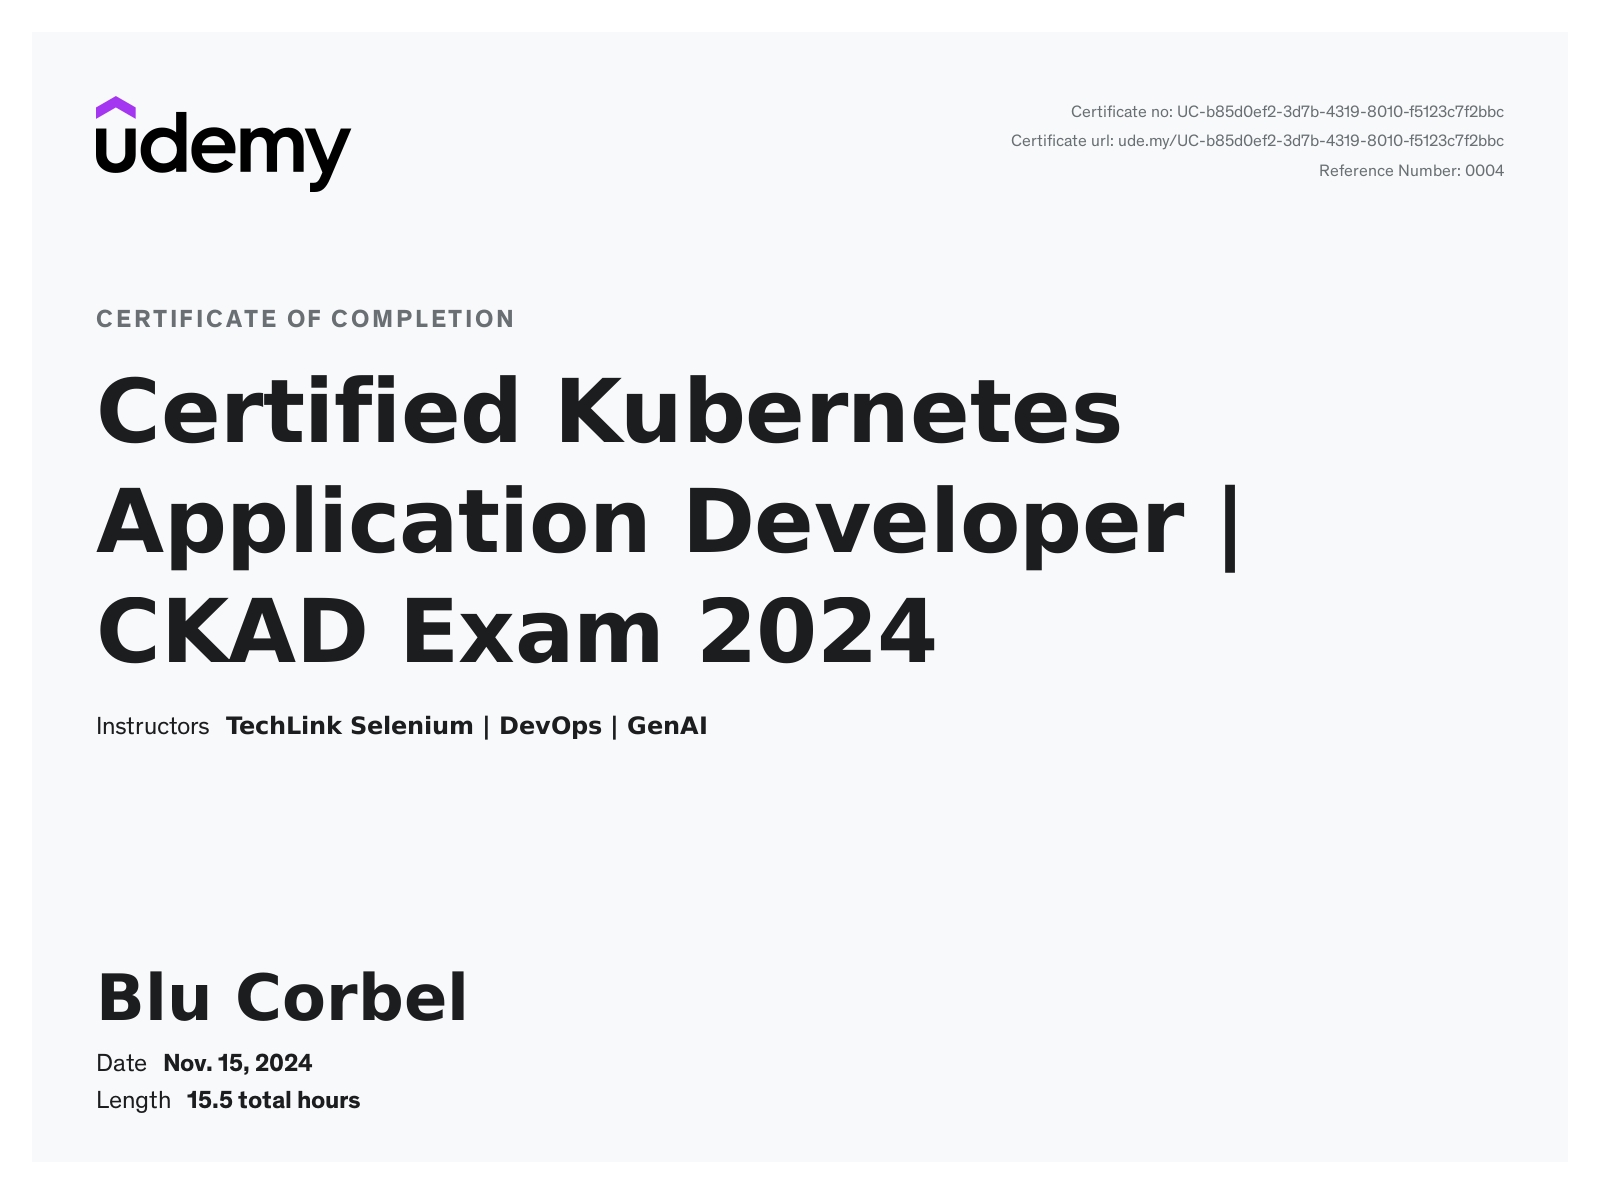 udemy
Certificate no: UC-b85d0ef2-3d7b-4319-8010-f5123c7f2bbc
Certificate url: ude.my/UC-b85d0ef2-3d7b-4319-8010-f5123c7f2bbc
Reference Number: 0004
CERTIFICATE OF COMPLETION
Certified Kubernetes
Application Developer |
CKAD Exam 2024
Instructors TechLink Selenium | DevOps | GenAI
Blu Corbel
Date Nov. 15, 2024
Length 15.5 total hours